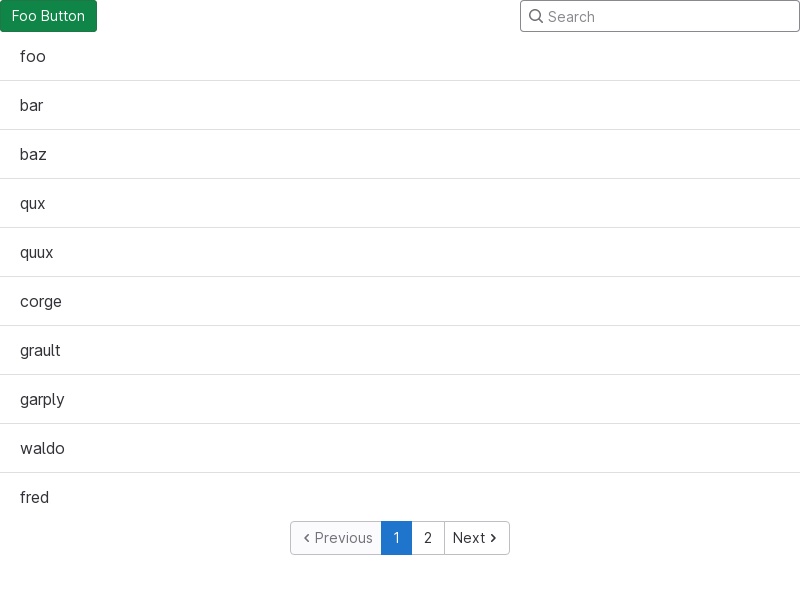 Foo Button
Search
foo
bar
baz
qux
quux
corge
grault
garply
waldo
fred
Previous 1 2 Next